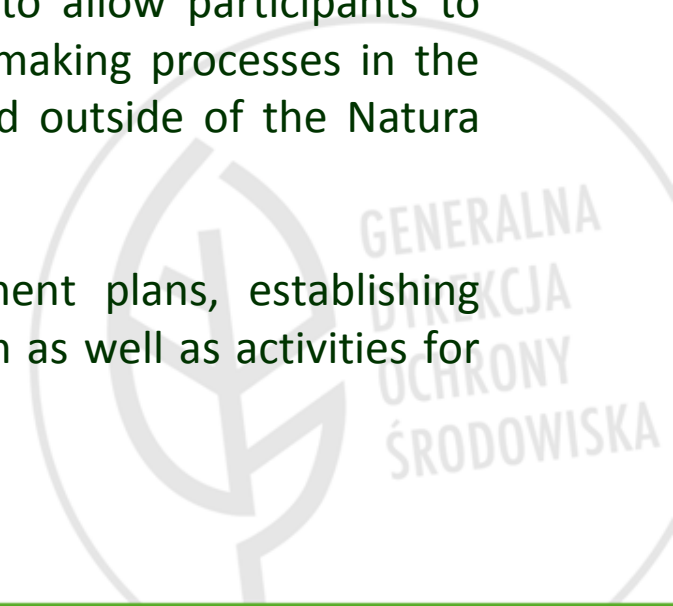 to allow participants to
making processes in the
outside of the Natura
GENERALNA
DYREKCJA
plans, establishing
as well as activities for
OCHRONY
ŚRODOWISKA